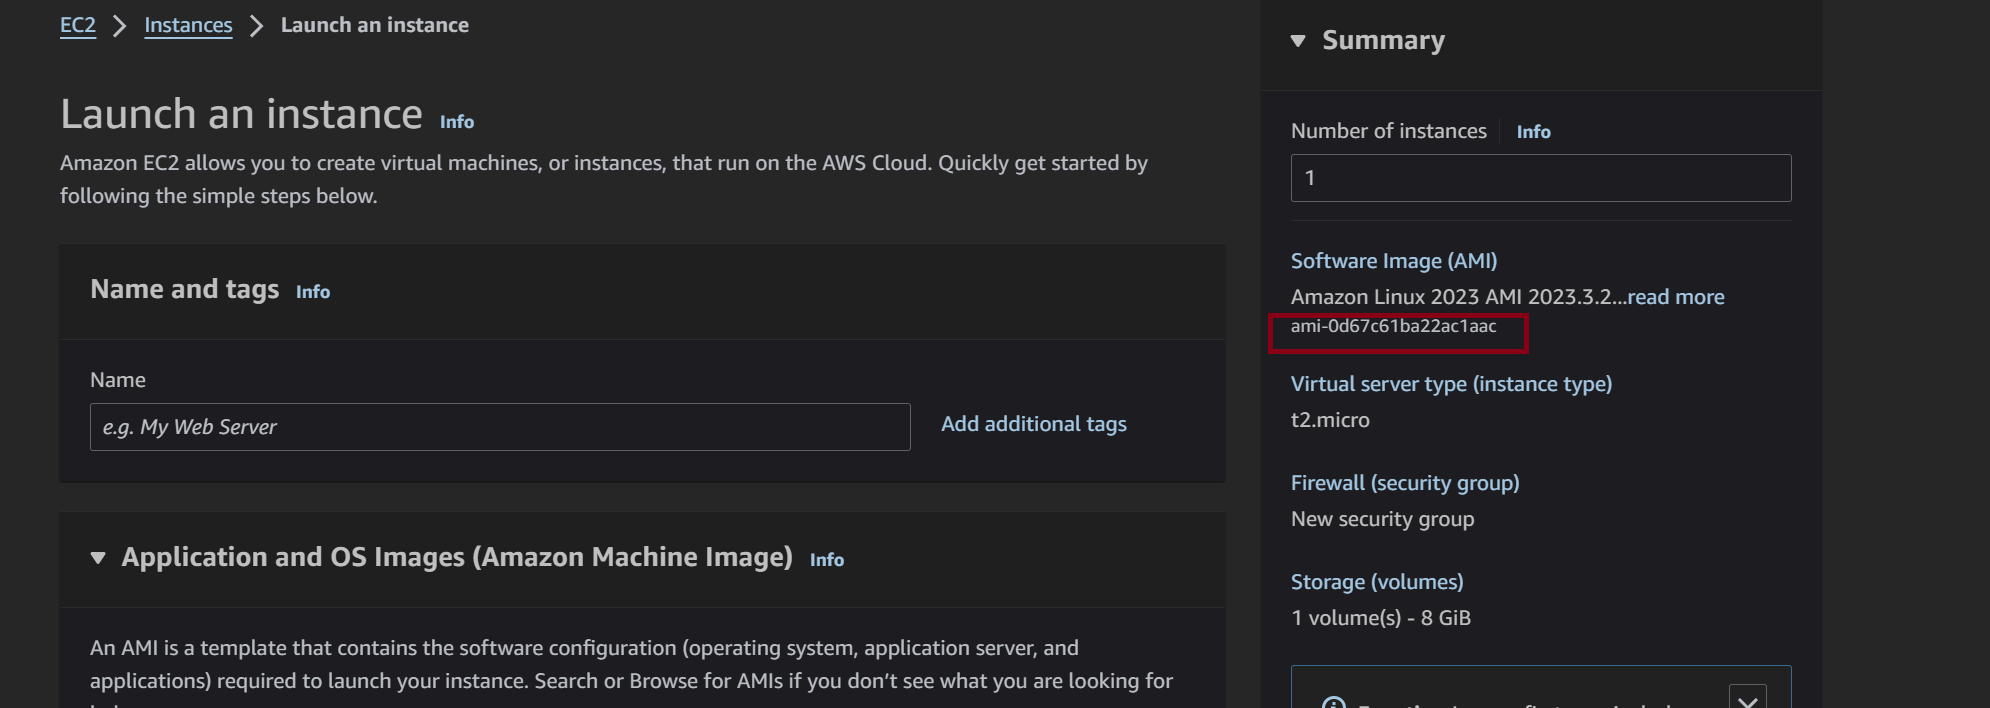 EC2 > Instances > Launch an instance
Launch an instance Info
Amazon EC2 allows you to create virtual machines, or instances, that run on the AWS Cloud. Quickly get started by
following the simple steps below.
Name and tags Info
Name
e.g. My Web Server
Add additional tags
Application and OS Images (Amazon Machine Image) Info
An AMI is a template that contains the software configuration (operating system, application server, and
applications) required to launch your instance. Search or Browse for AMIs if you don’t see what you are looking for
Summary
Number of instances Info
1
Software Image (AMI)
Amazon Linux 2023 AMI 2023.3.2...read more
ami-0d67c61ba22ac1aac
Virtual server type (instance type)
t2.micro
Firewall (security group)
New security group
Storage (volumes)
1 volume(s) - 8 GiB